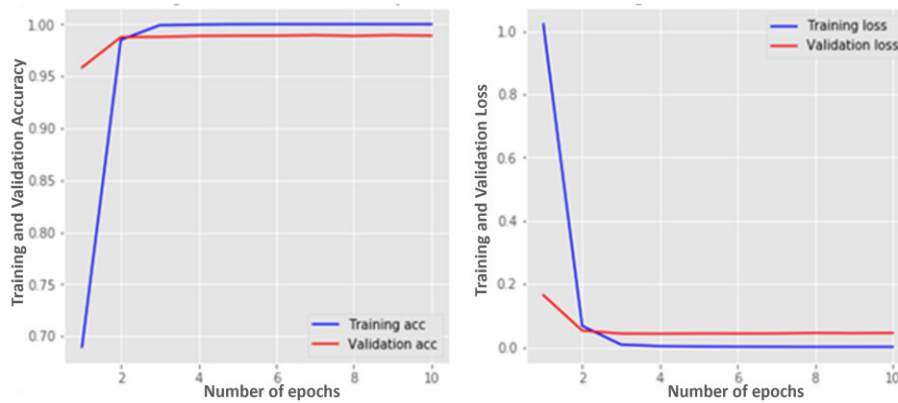 Training and Validation Accuracy
1.00
0.95
0.90
0.85
0.80
0.75
0.70
Training acc
Validation acc
2
4
6
8
10
Number of epochs
Training and Validation Loss
1.0
0.8
0.6
0.4
0.2
0.0
Training loss
Validation loss
2
4
6
8
10
Number of epochs